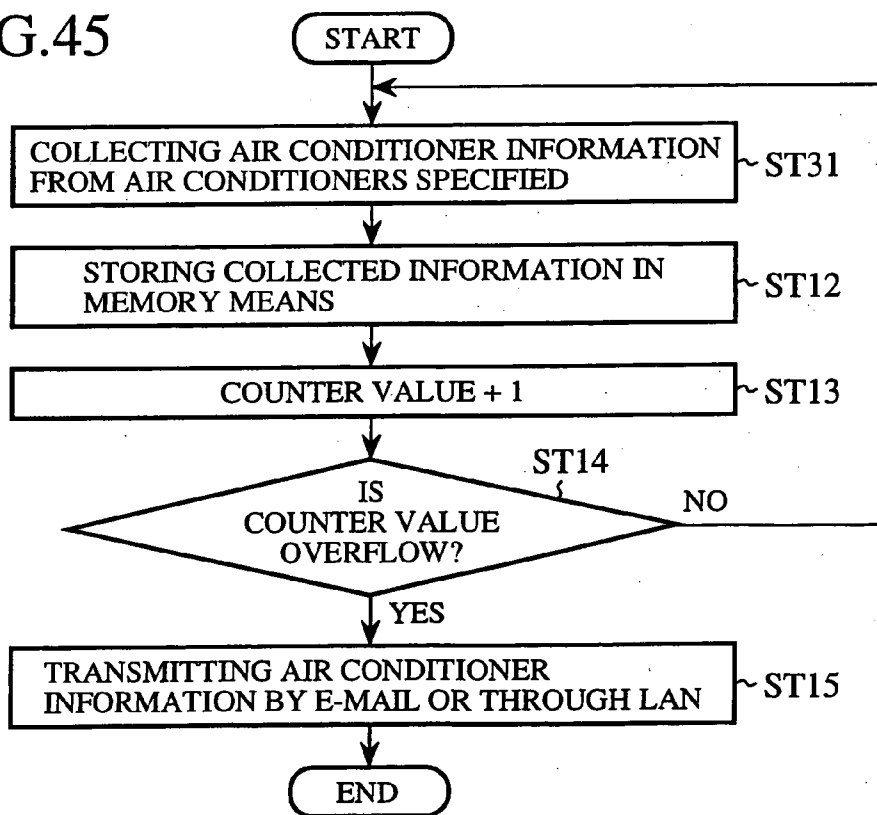 G.45
START
COLLECTING AIR CONDITIONER INFORMATION
FROM AIR CONDITIONERS SPECIFIED
ST31
STORING COLLECTED INFORMATION IN
MEMORY MEANS
ST12
COUNTER VALUE + 1
ST13
ST14
IS
COUNTER VALUE
OVERFLOW?
NO
YES
TRANSMITTING AIR CONDITIONER
INFORMATION BY E-MAIL OR THROUGH LAN
ST15
END